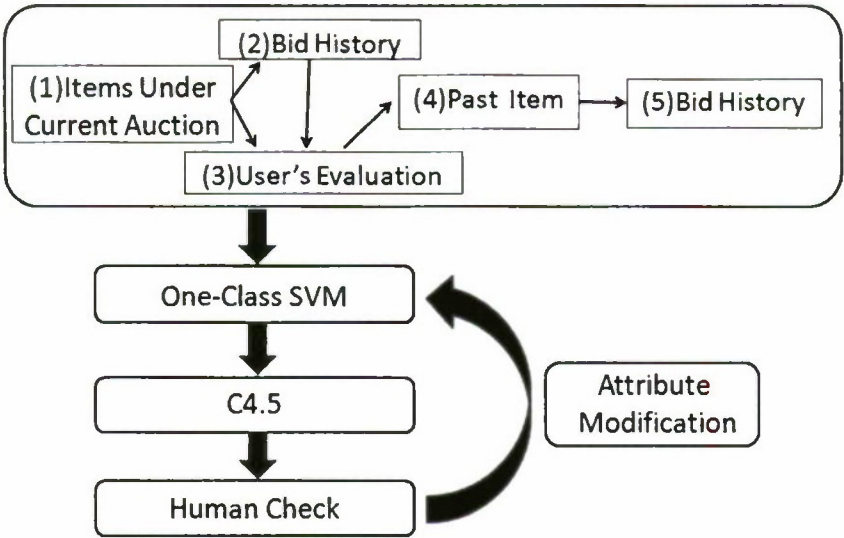 (2)Bid History
(1)Items Under
Current Auction
(4)Past Item
(5)Bid History
(3)User's Evaluation
One-Class SVM
C4.5
Attribute
Modification
Human Check